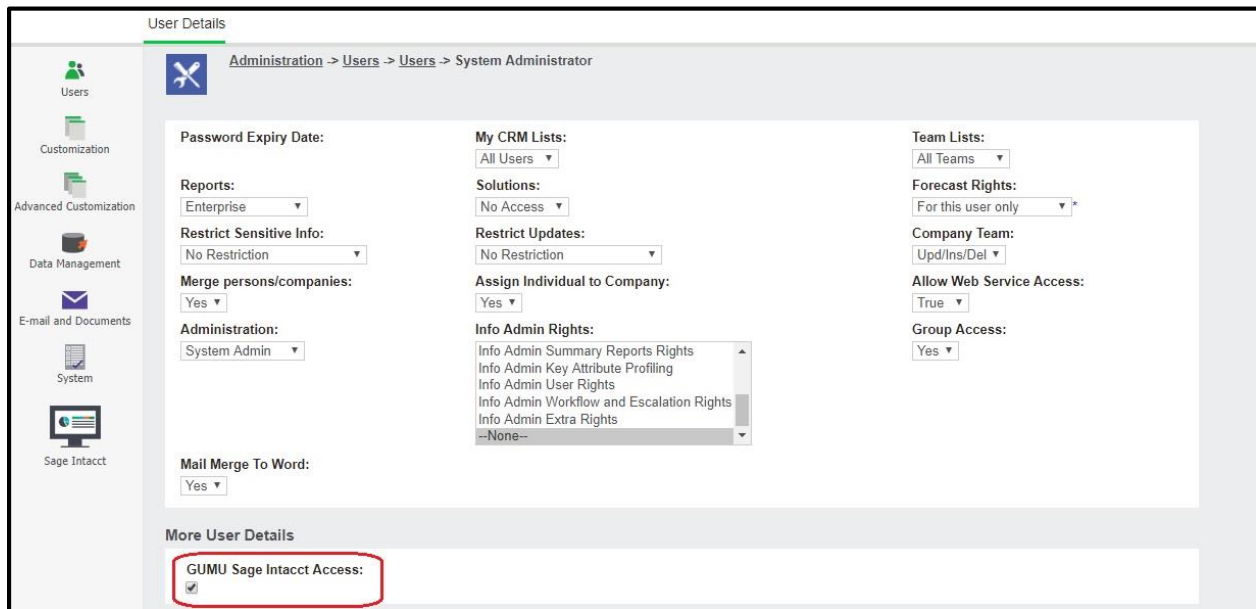 User Details
Users
Customization
Advanced Customization
Data Management
E-mail and Documents
System
Sage Intacct
Administration -> Users -> Users -> System Administrator
Password Expiry Date:
My CRM Lists:
Team Lists:
All Users
All Teams
Reports:
Solutions:
Forecast Rights:
Enterprise
No Access
For this user only *
Restrict Sensitive Info:
Restrict Updates:
Company Team:
No Restriction
No Restriction
Upd/Ins/Del
Merge persons/companies:
Assign Individual to Company:
Allow Web Service Access:
Yes
Yes
True
Administration:
Info Admin Rights:
Group Access:
System Admin
Info Admin Summary Reports Rights
Info Admin Key Attribute Profiling
Info Admin User Rights
Info Admin Workflow and Escalation Rights
Info Admin Extra Rights
--None--
Yes
Mail Merge To Word:
Yes
More User Details
GUMU Sage Intacct Access: